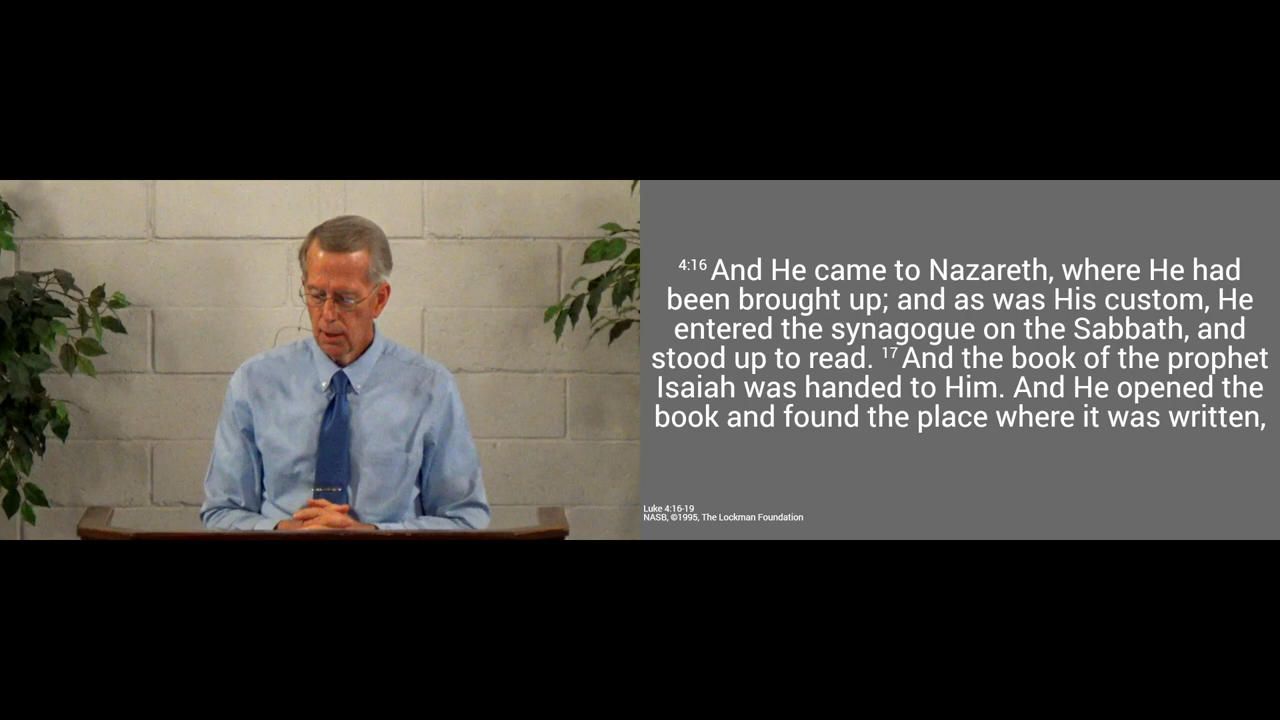 4:16 And He came to Nazareth, where He had
been brought up; and as was His custom, He
entered the synagogue on the Sabbath, and
stood up to read. 17 And the book of the prophet
Isaiah was handed to Him. And He opened the
book and found the place where it was written,
Luke 4:16-19
NASB, ©1995, The Lockman Foundation